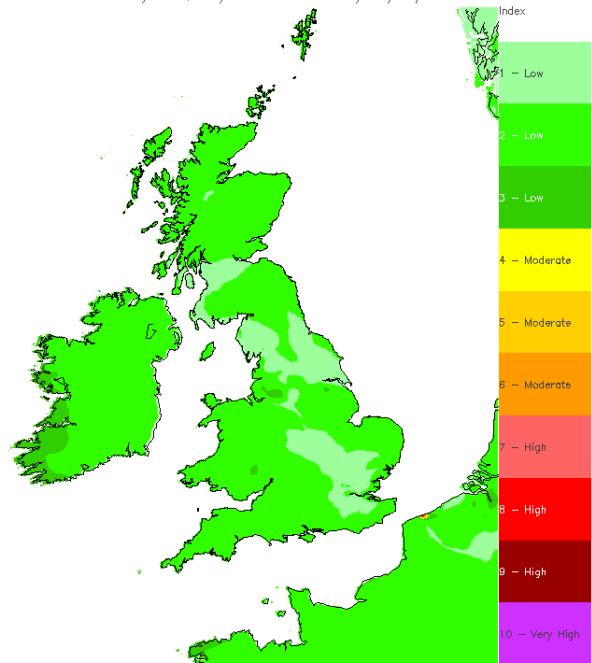 Index
1 - Low
2 - Low
3 - Low
4 - Moderate
5 - Moderate
6 - Moderate
7 - High
8 - High
9 - High
10 - Very High